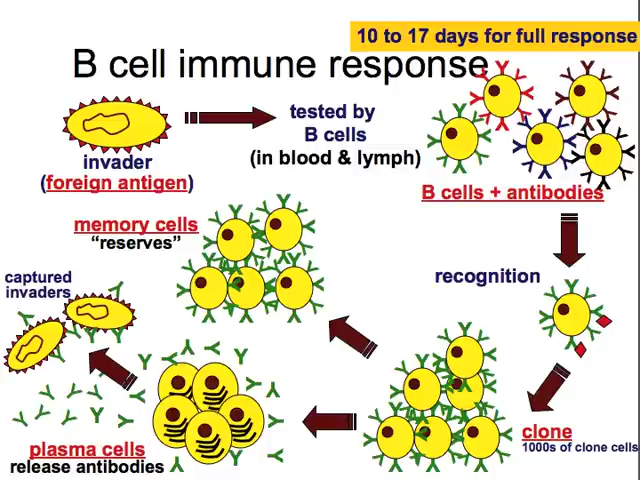 10 to 17 days for full response
B cell immune response
tested by
B cells
(in blood & lymph)
invader
(foreign antigen)
B cells + antibodies
memory cells
“reserves”
captured
invaders
recognition
clone
1000s of clone cells
plasma cells
release antibodies